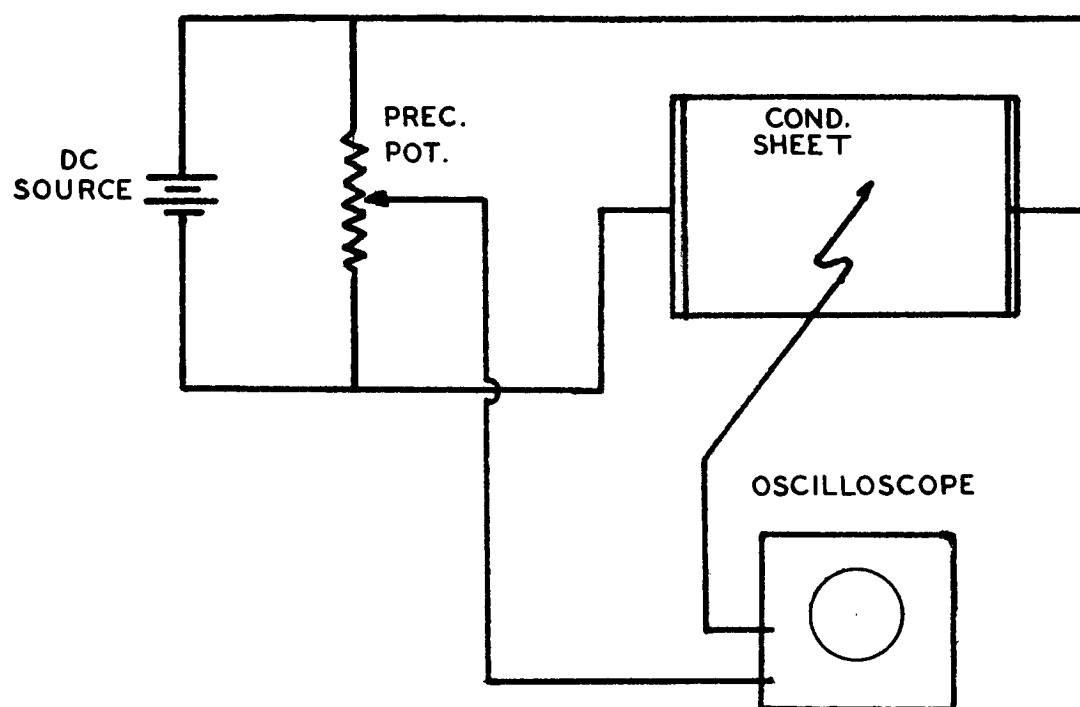 PREC.
POT.
COND.
SHEET
DC
SOURCE
OSCILLOSCOPE